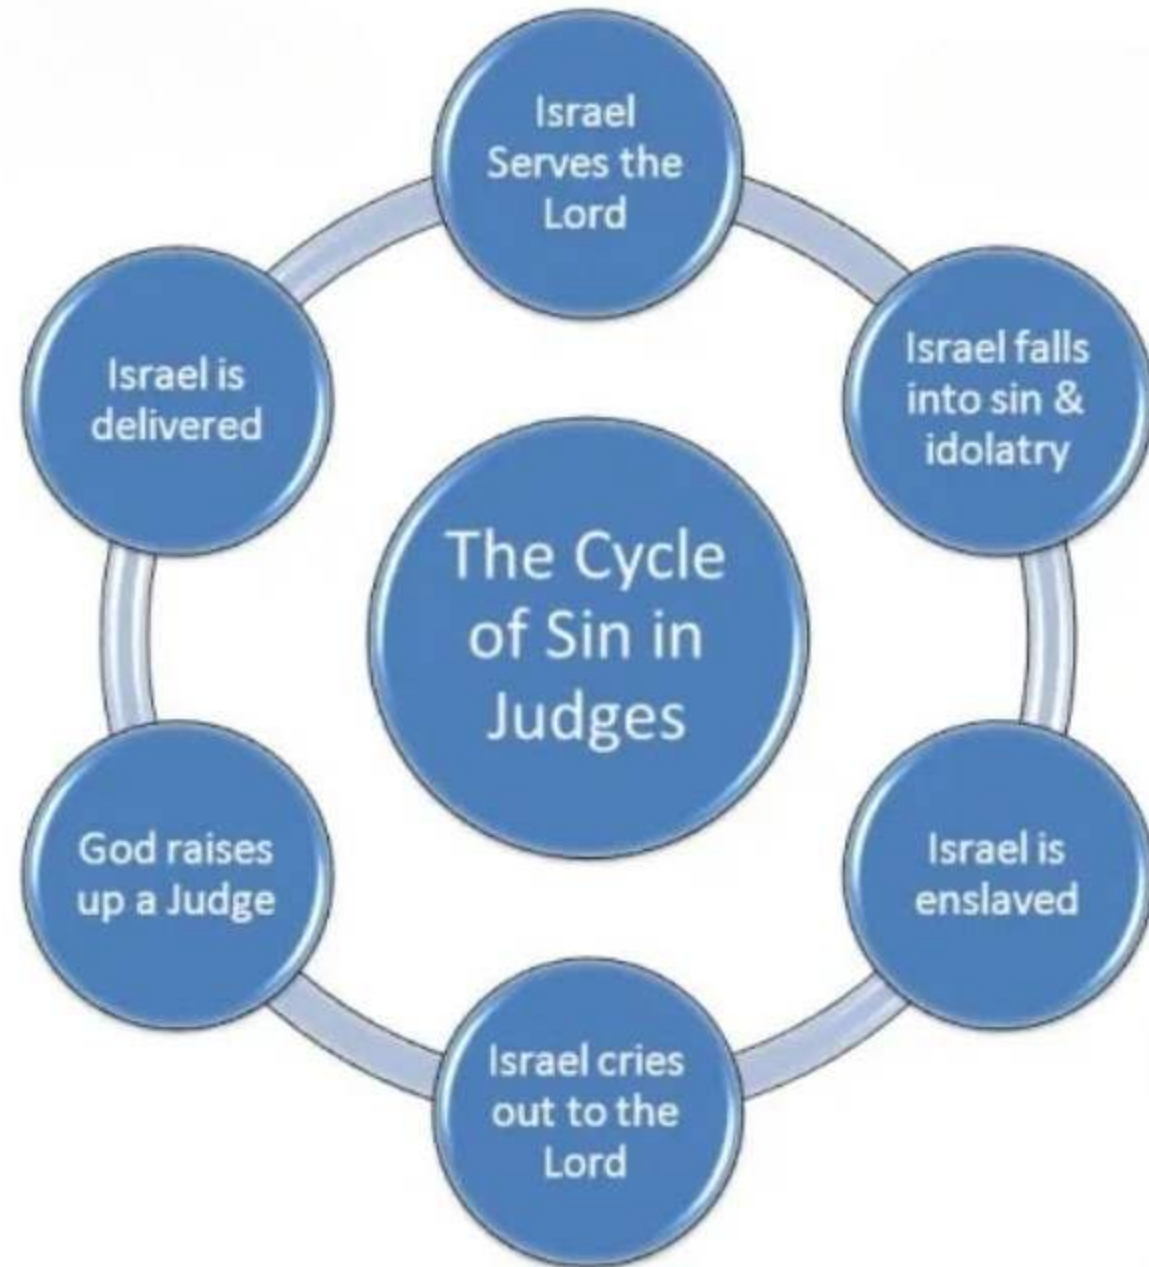 Israel
Serves the
Lord
Israel falls
into sin &
idolatry
Israel is
enslaved
Israel cries
out to the
Lord
God raises
up a Judge
Israel is
delivered
The Cycle
of Sin in
Judges